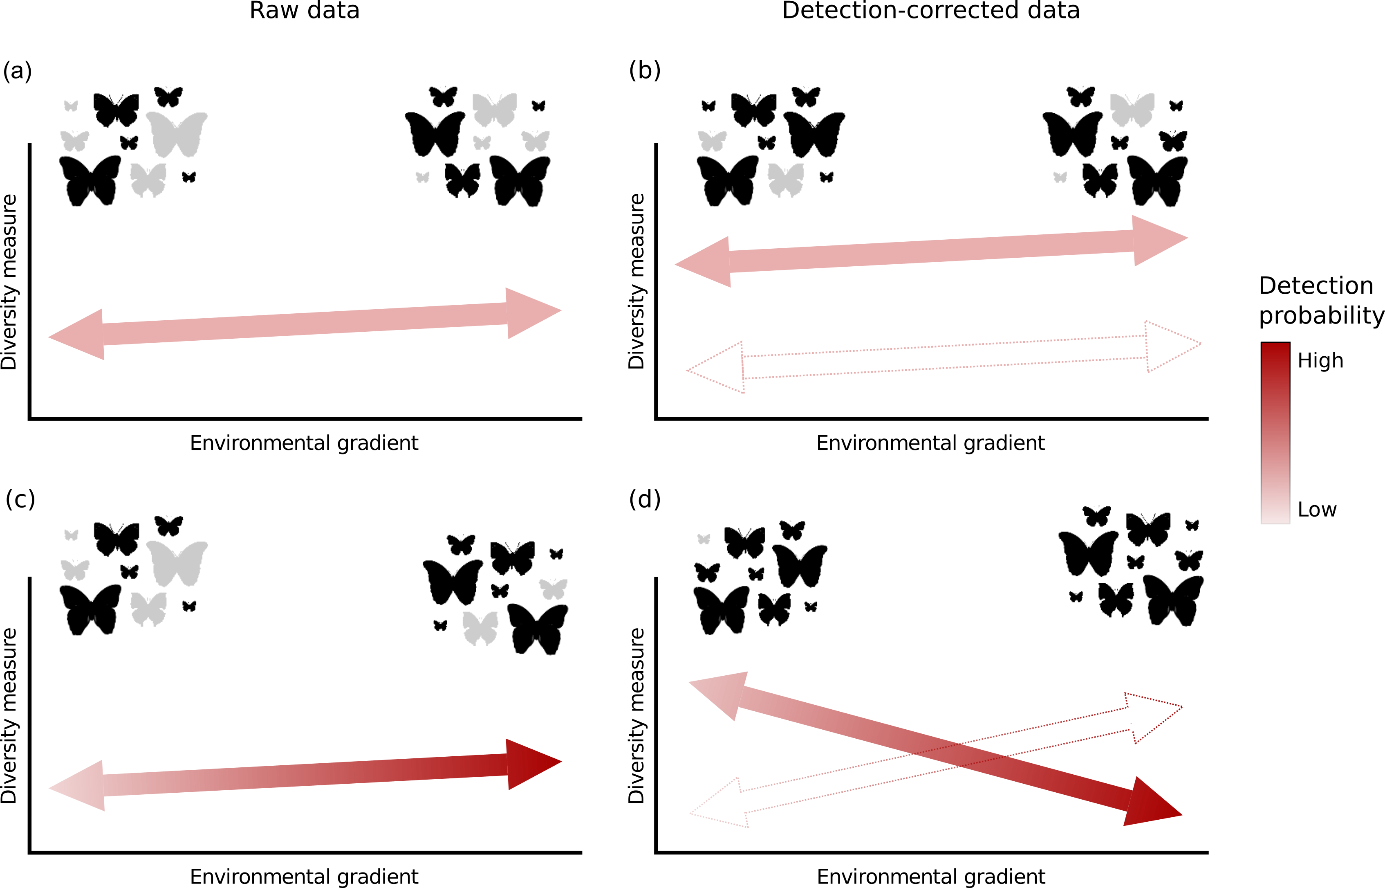 Raw data
Detection-corrected data
(a)
(b)
Diversity measure
Environmental gradient
Diversity measure
Environmental gradient
Detection
probability
High
Low
(c)
(d)
Diversity measure
Environmental gradient
Diversity measure
Environmental gradient